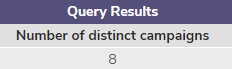 Query Results
Number of distinct campaigns
8